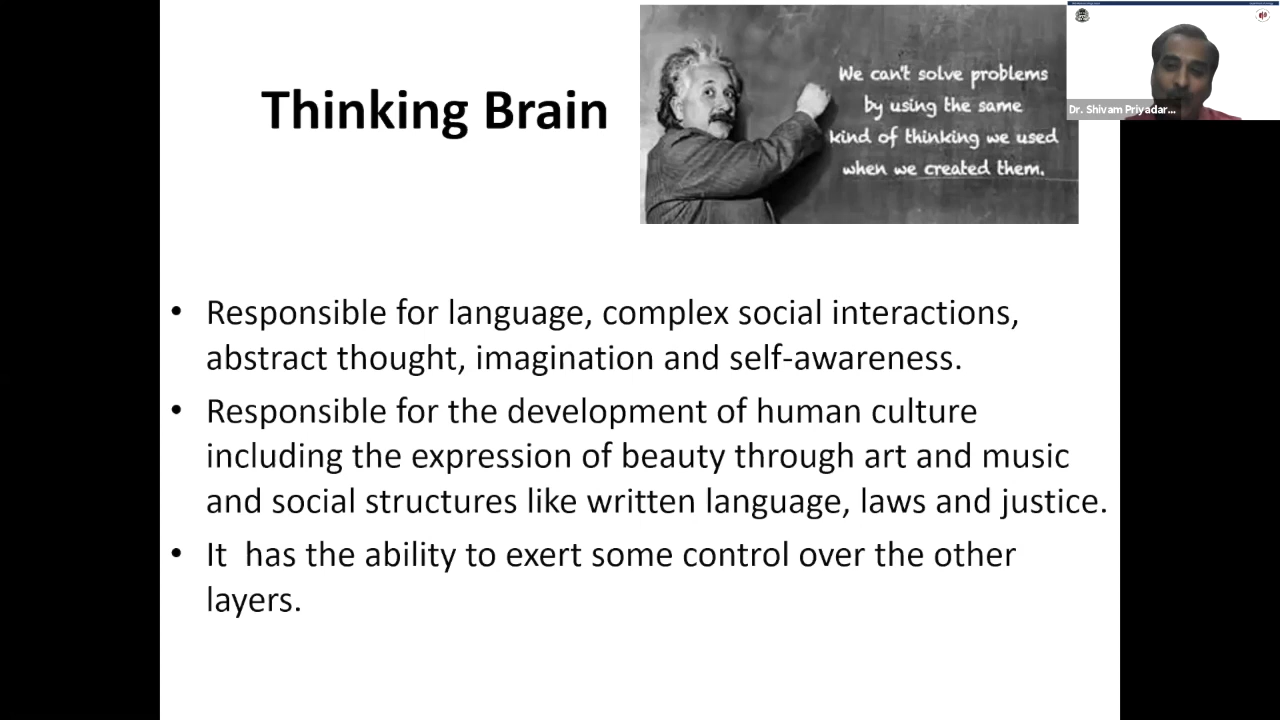 Thinking Brain
We can't solve problems
by using the same
kind of thinking we used
when we created them.
Dr. Shivam Priyadar...
• Responsible for language, complex social interactions,
abstract thought, imagination and self-awareness.
• Responsible for the development of human culture
including the expression of beauty through art and music
and social structures like written language, laws and justice.
• It  has the ability to exert some control over the other
layers.